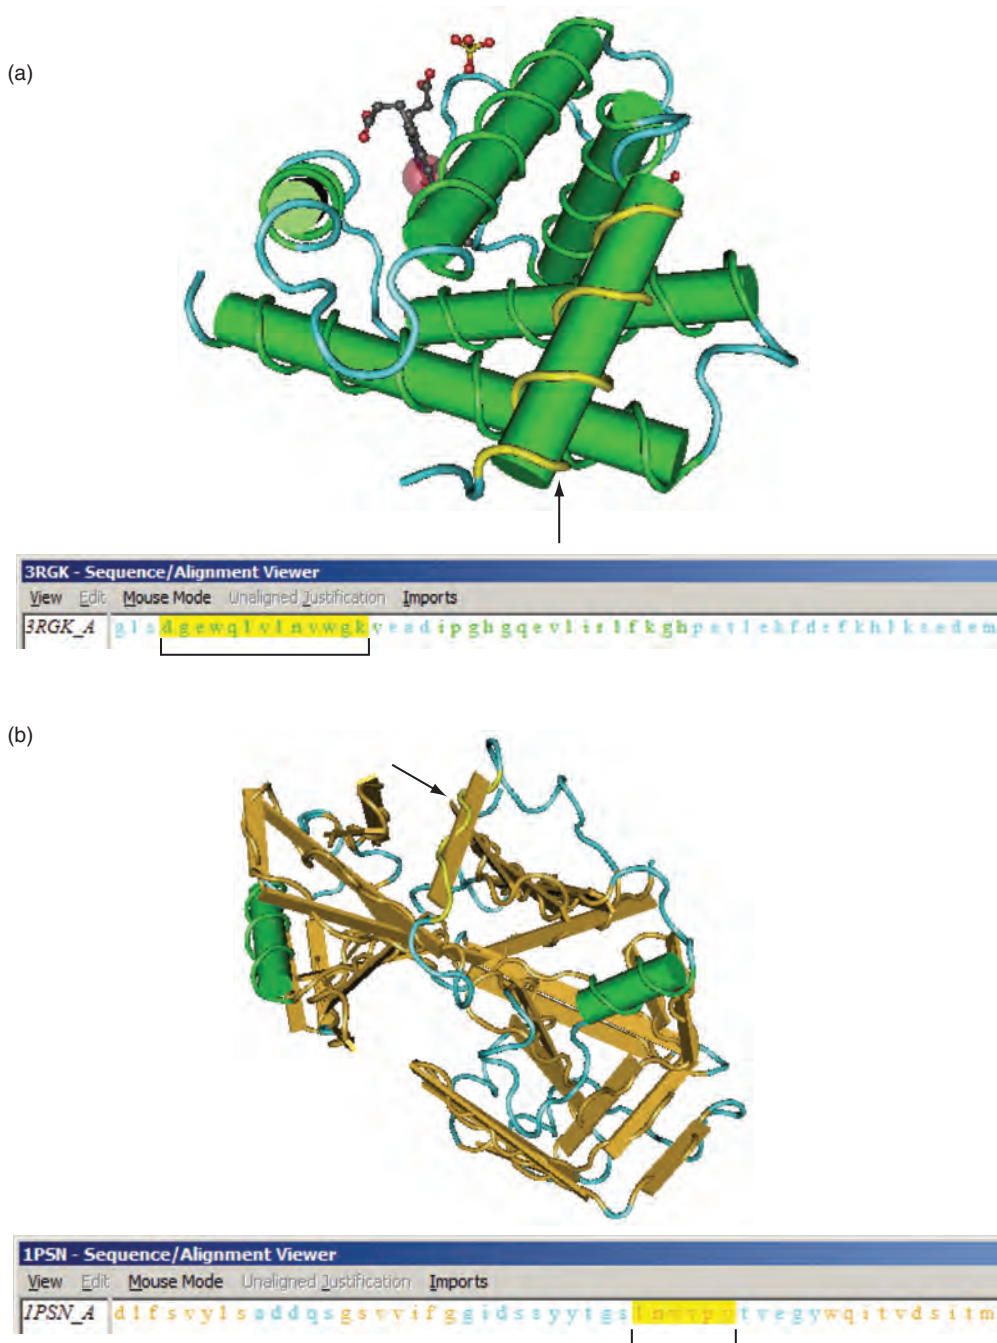 (a)
3RGK - Sequence/Alignment Viewer
View Edit Mouse Mode Unaligned Justification Imports
3RGK_A g l s d g e w q l v l n v w g k v e a d i p g h g q e v l i r l f k g h p e t l e k f d r f k h l k s e d e m
(b)
1PSN - Sequence/Alignment Viewer
View Edit Mouse Mode Unaligned Justification Imports
1PSN_A d l f s v y l s a d d q s g s v v i f g g i d s s y y t g s l n w v p v t v e g y w q i t v d s i t m